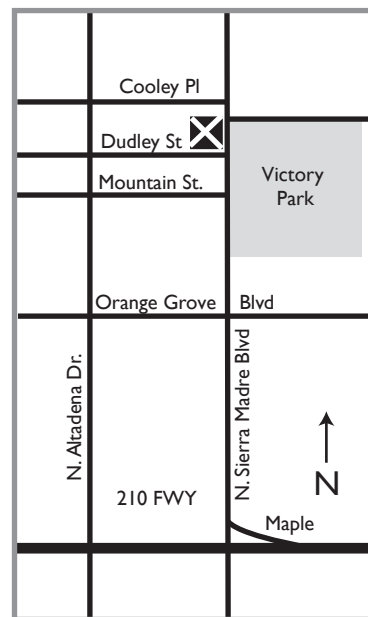 Cooley Pl
Dudley St
Mountain St.
Victory
Park
Orange Grove Blvd
N. Altadena Dr.
N. Sierra Madre Blvd
N
210 FWY
Maple